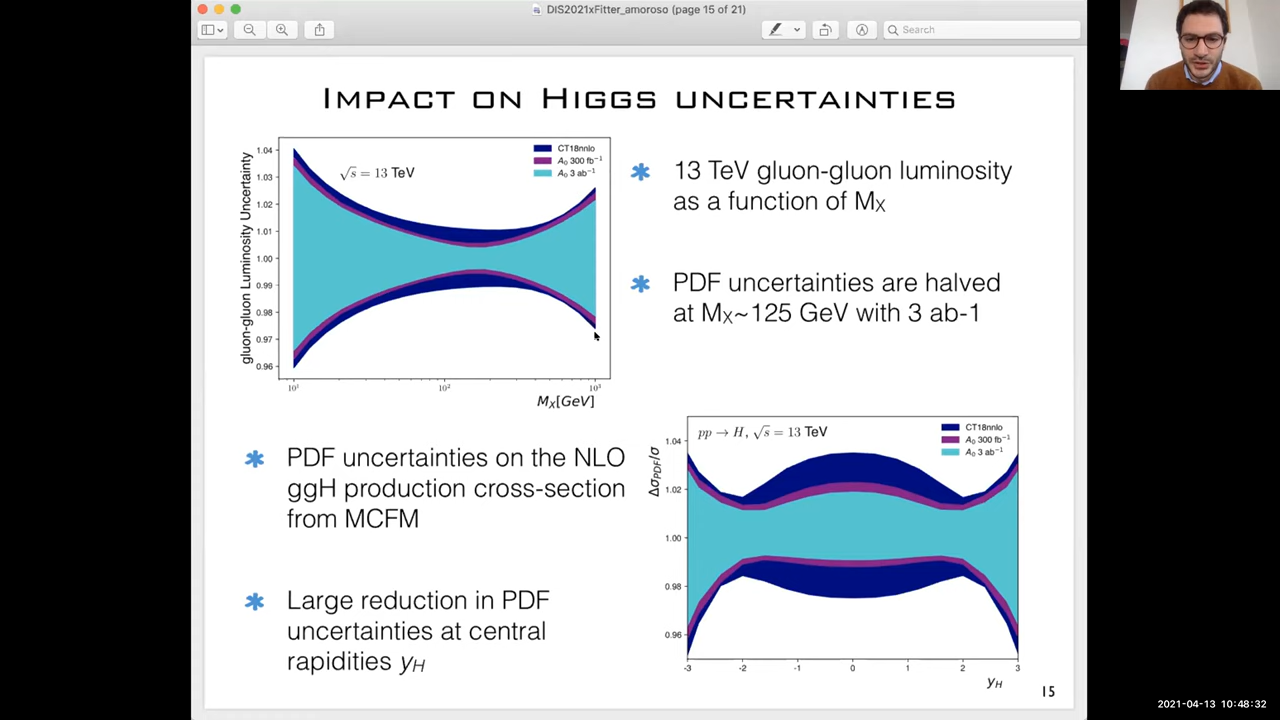 DIS2021xFitter_amoroso (page 15 of 21)
Search
IMPACT ON HIGGS UNCERTAINTIES
gluon-gluon Luminosity Uncertainty
1.04
1.03
1.02
1.01
1.00
0.99
0.98
0.97
0.96
√s = 13 TeV
CT18nnlo
A₀ 300 fb⁻¹
A₀ 3 ab⁻¹
10¹ 10² 10³
M_X[GeV]
13 TeV gluon-gluon luminosity
as a function of M_X
PDF uncertainties are halved
at M_X~125 GeV with 3 ab-1
PDF uncertainties on the NLO
ggH production cross-section
from MCFM
Large reduction in PDF
uncertainties at central
rapidities y_H
Δσ_PDF/σ
1.04
1.02
1.00
0.98
0.96
pp → H, √s = 13 TeV
CT18nnlo
A₀ 300 fb⁻¹
A₀ 3 ab⁻¹
-3 -2 -1 0 1 2 3
y_H
15
2021-04-13 10:48:32